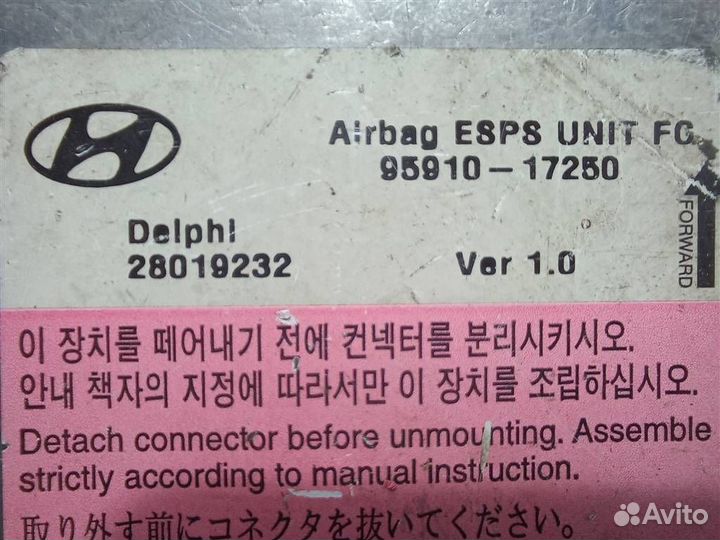 Airbag ESPS UNIT FC
95910-17250
Delphi
28019232
Ver 1.0
FORWARD
이 장치를 떼어내기 전에 컨넥터를 분리시키시오.
안내 책자의 지정에 따라서만 이 장치를 조립하십시오.
Detach connector before unmounting. Assemble
strictly according to manual instruction.
取り外す前にコネクタを抜いてください。
Avito